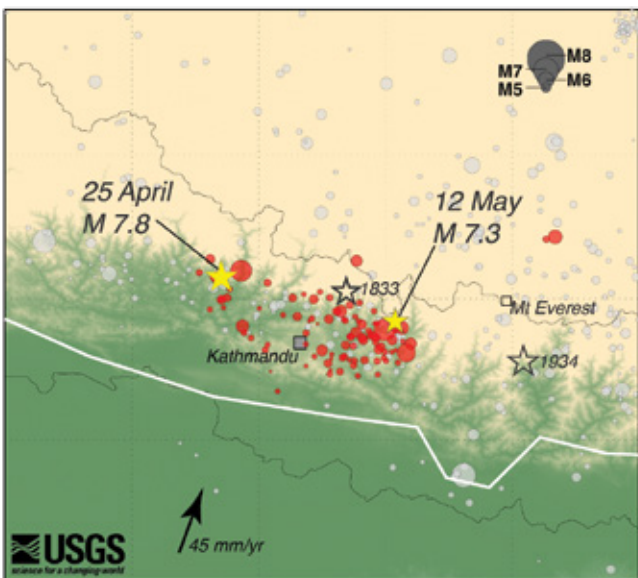 M8
M7
M6
M5
25 April
M 7.8
12 May
M 7.3
1833
Mt Everest
Kathmandu
1934
45 mm/yr
USGS
science for a changing world